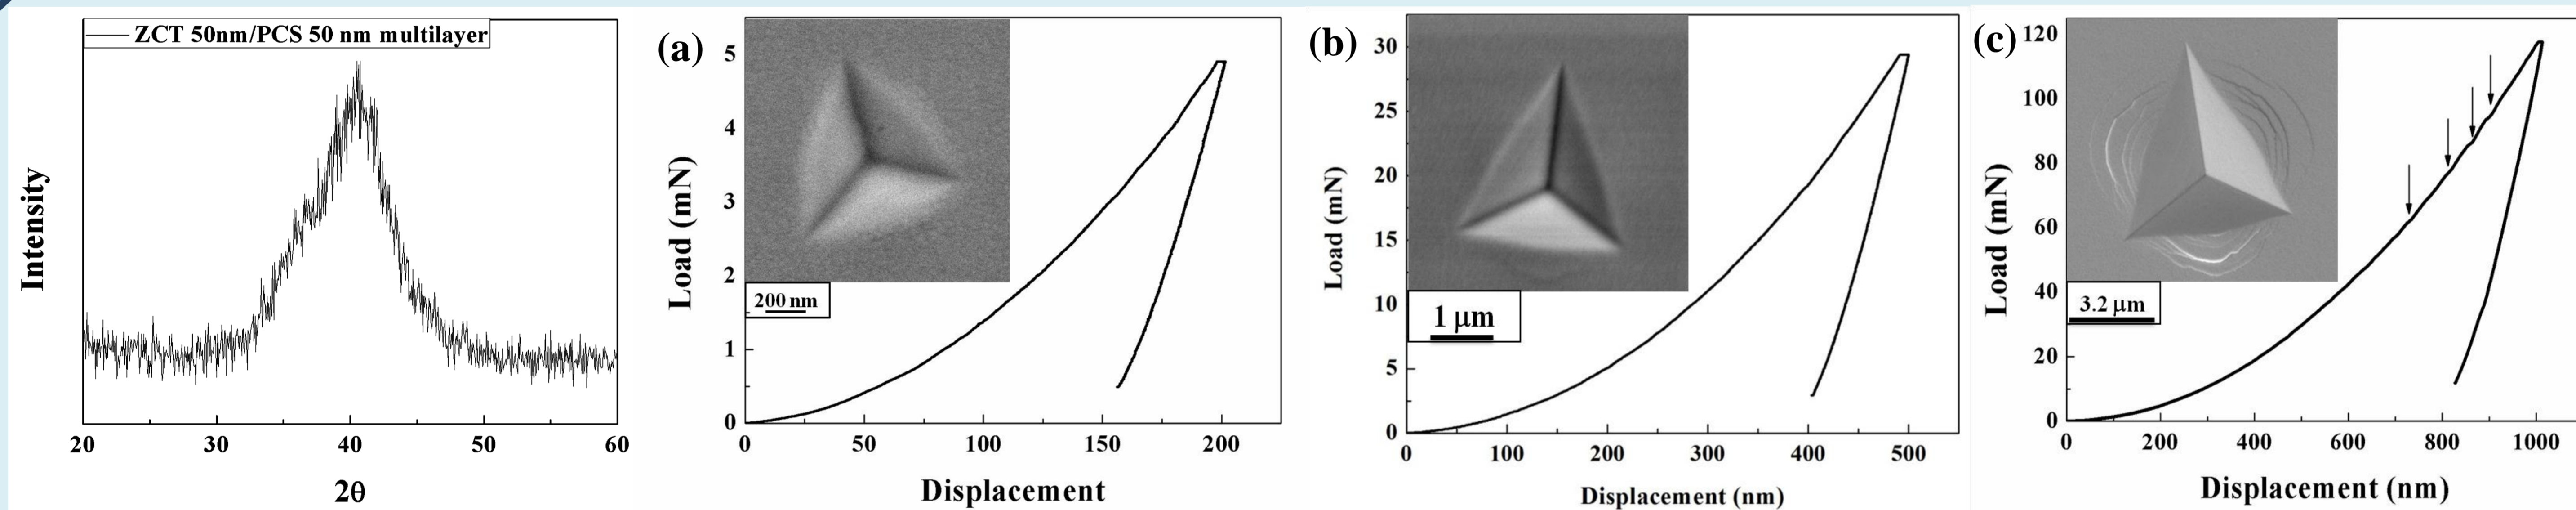 ZCT 50nm/PCS 50 nm multilayer
Intensity
20 30 40 50 60
2θ
(a)
5
4
3
2
1
0
Load (mN)
200 nm
0 50 100 150 200
Displacement
(b)
30
25
20
15
10
5
0
Load (mN)
1 μm
0 100 200 300 400 500
Displacement (nm)
(c)
120
100
80
60
40
20
0
Load (mN)
3.2 μm
0 200 400 600 800 1000
Displacement (nm)